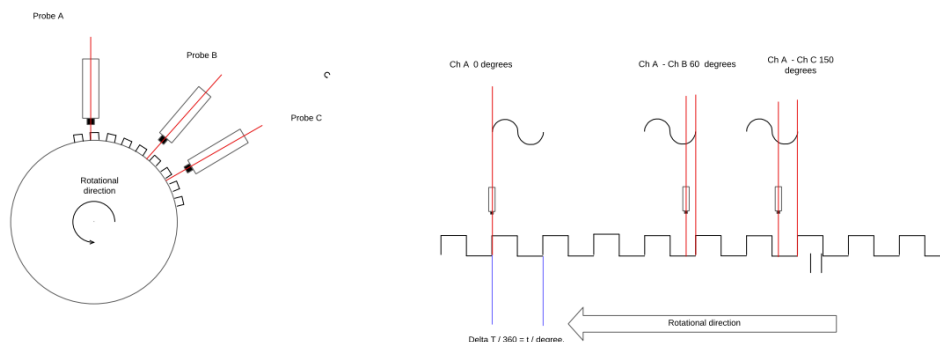 Probe A
Probe B
Probe C
Rotational
direction
Ch A 0 degrees
Ch A - Ch B 60 degrees
Ch A - Ch C 150
degrees
Rotational direction
Delta T / 360 = t / degree.